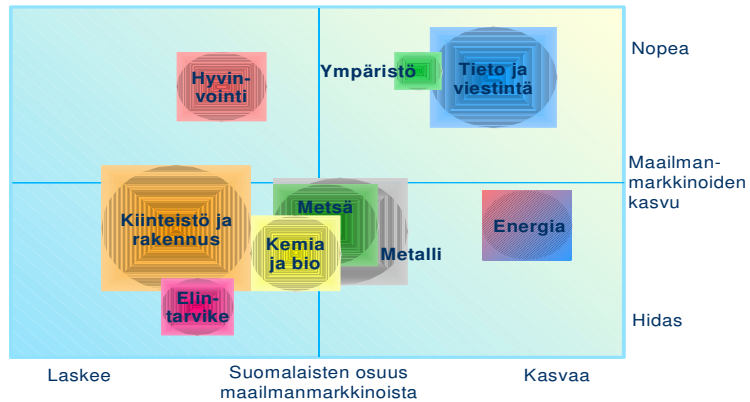 Nopea
Hyvin-
vointi
Ympäristö
Tieto ja
viestintä
Maailman-
markkinoiden
kasvu
Kiinteistö ja
rakennus
Metsä
Kemia
ja bio
Metalli
Energia
Elin-
tarvike
Hidas
Laskee
Suomalaisten osuus
maailmanmarkkinoista
Kasvaa